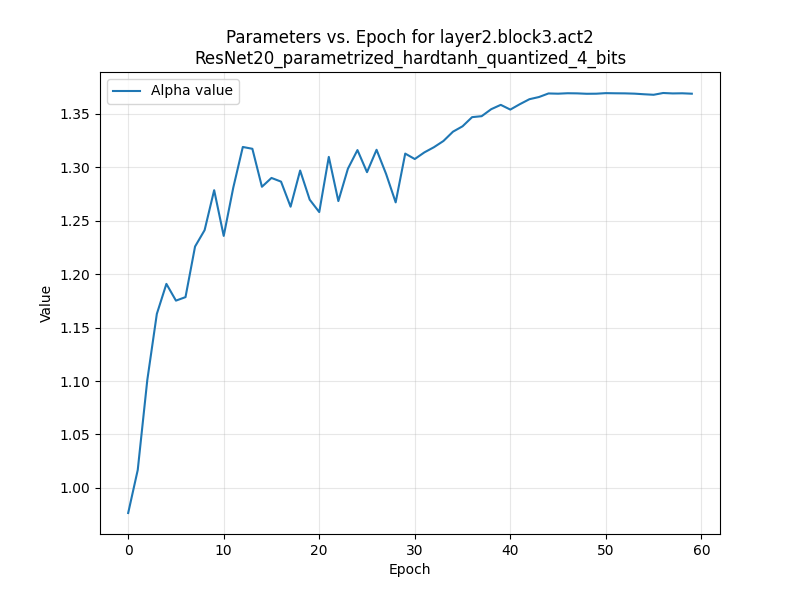 Parameters vs. Epoch for layer2.block3.act2
ResNet20_parametrized_hardtanh_quantized_4_bits
Alpha value
1.35
1.30
1.25
1.20
1.15
1.10
1.05
1.00
Value
0 10 20 30 40 50 60
Epoch